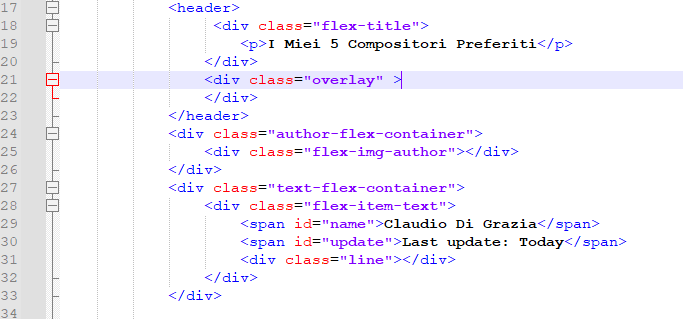 17 <header>
18 <div class="flex-title">
19 <p>I Miei 5 Compositori Preferiti</p>
20 </div>
21 <div class="overlay" >
22 </div>
23 </header>
24 <div class="author-flex-container">
25 <div class="flex-img-author"></div>
26 </div>
27 <div class="text-flex-container">
28 <div class="flex-item-text">
29 <span id="name">Claudio Di Grazia</span>
30 <span id="update">Last update: Today</span>
31 <div class="line"></div>
32 </div>
33 </div>
34